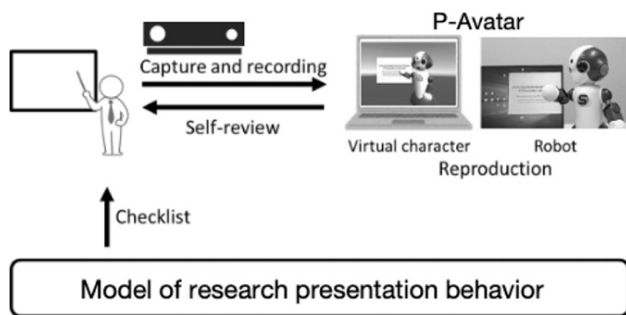 P-Avatar
Capture and recording
Self-review
Virtual character
Robot
Reproduction
Checklist
Model of research presentation behavior
S